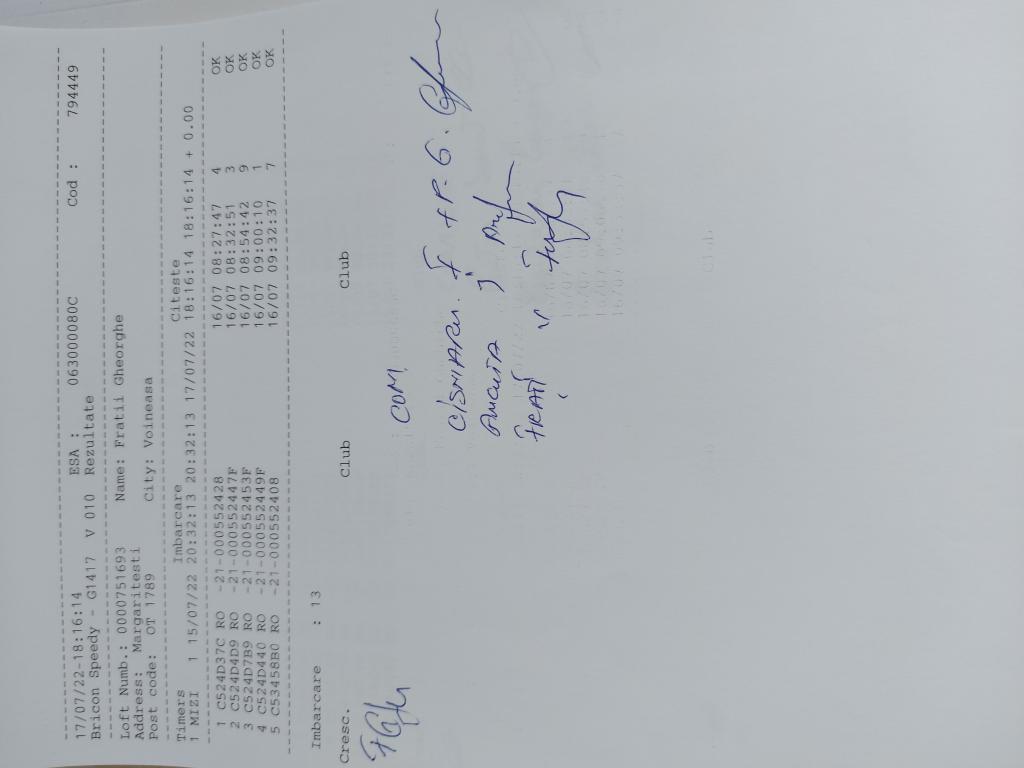 17/07/22-18:16:14 ESA : 063000080C Cod : 794449
Bricon Speedy - G1417 V 010 Rezultate
Loft Numb.: 0000751693 Name: Fratii Gheorghe
Address: Margaritesti
Post code: OT 1789 City: Voineasa
Timers Imbarcare Citeste
1 MIZI 1 15/07/22 20:32:13 20:32:13 17/07/22 18:16:14 18:16:14 + 0.00
1 C524D37C RO -21-000552428 16/07 08:27:47 4 OK
2 C524D4D9 RO -21-000552447F 16/07 08:32:51 3 OK
3 C524D7B9 RO -21-000552453F 16/07 08:54:42 9 OK
4 C524D440 RO -21-000552449F 16/07 09:00:10 1 OK
5 C53458B0 RO -21-000552408 16/07 09:32:37 7 OK
Imbarcare : 13
Cresc. Club Club
COM